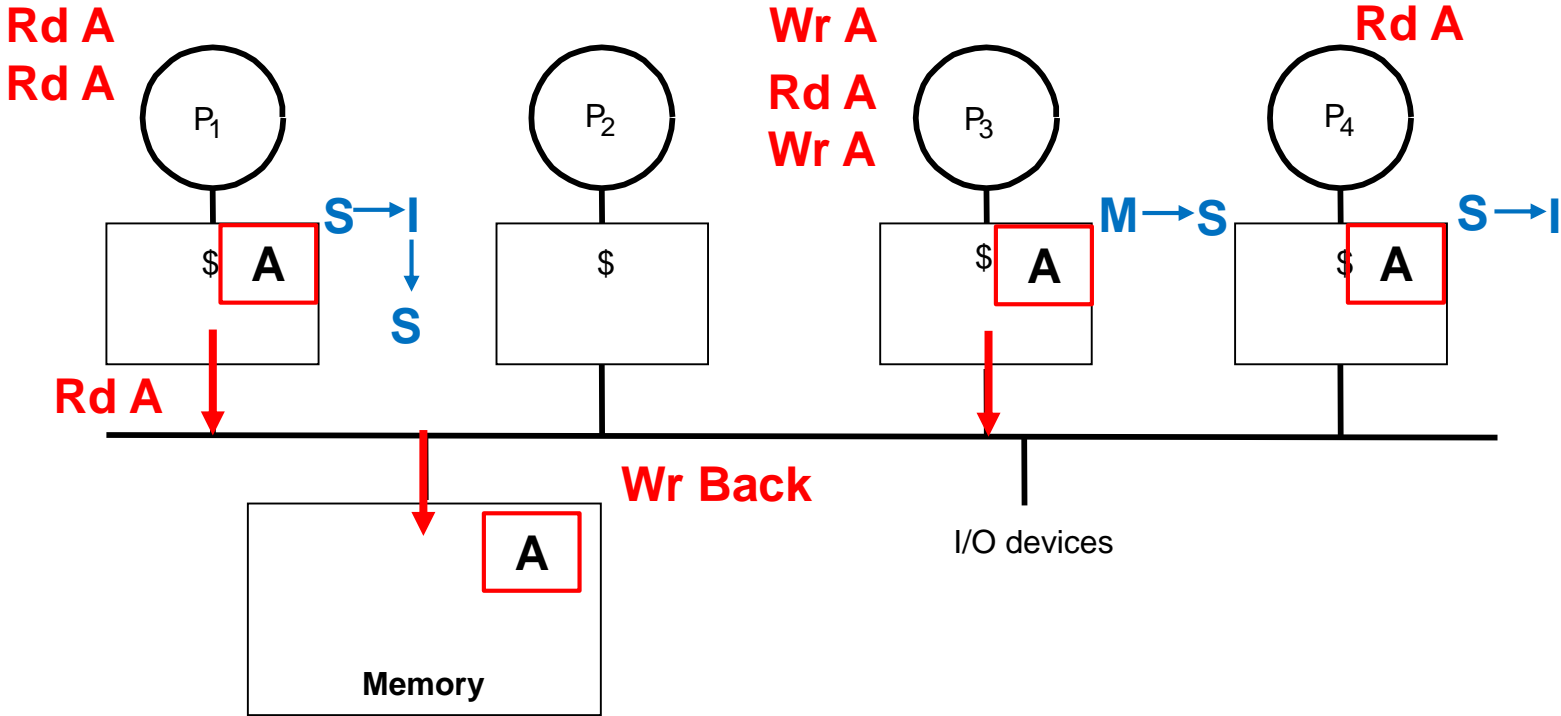 Rd A
Rd A
P1
P2
Wr A
Rd A
Wr A
P3
Rd A
P4
S I
S
$ A
$
M S
$ A
S I
$ A
Rd A
Wr Back
A
Memory
I/O devices